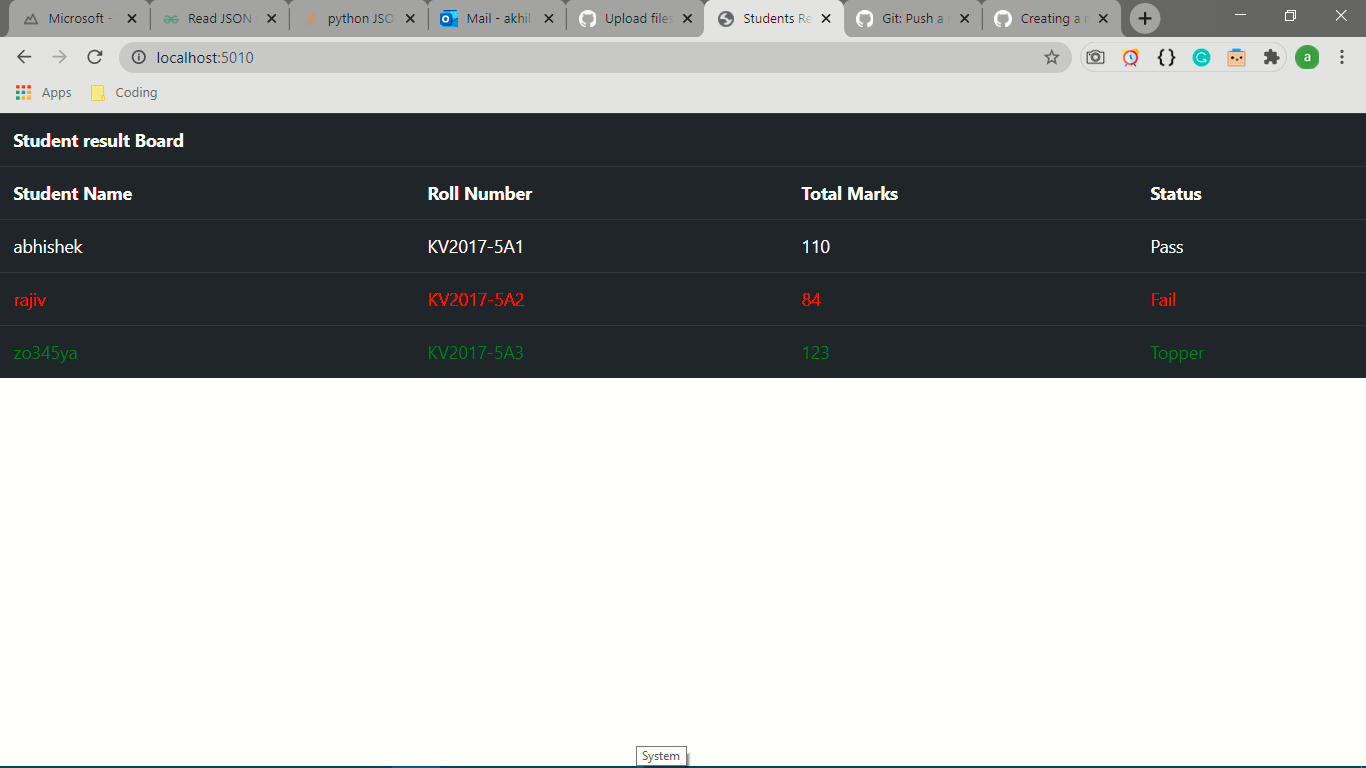 Microsoft - Read JSON python JSO Mail - akhil Upload files Students Re Git: Push a Creating a
localhost:5010 a
Apps Coding
Student result Board
Student Name Roll Number Total Marks Status
abhishek KV2017-5A1 110 Pass
rajiv KV2017-5A2 84 Fail
zo345ya KV2017-5A3 123 Topper
System